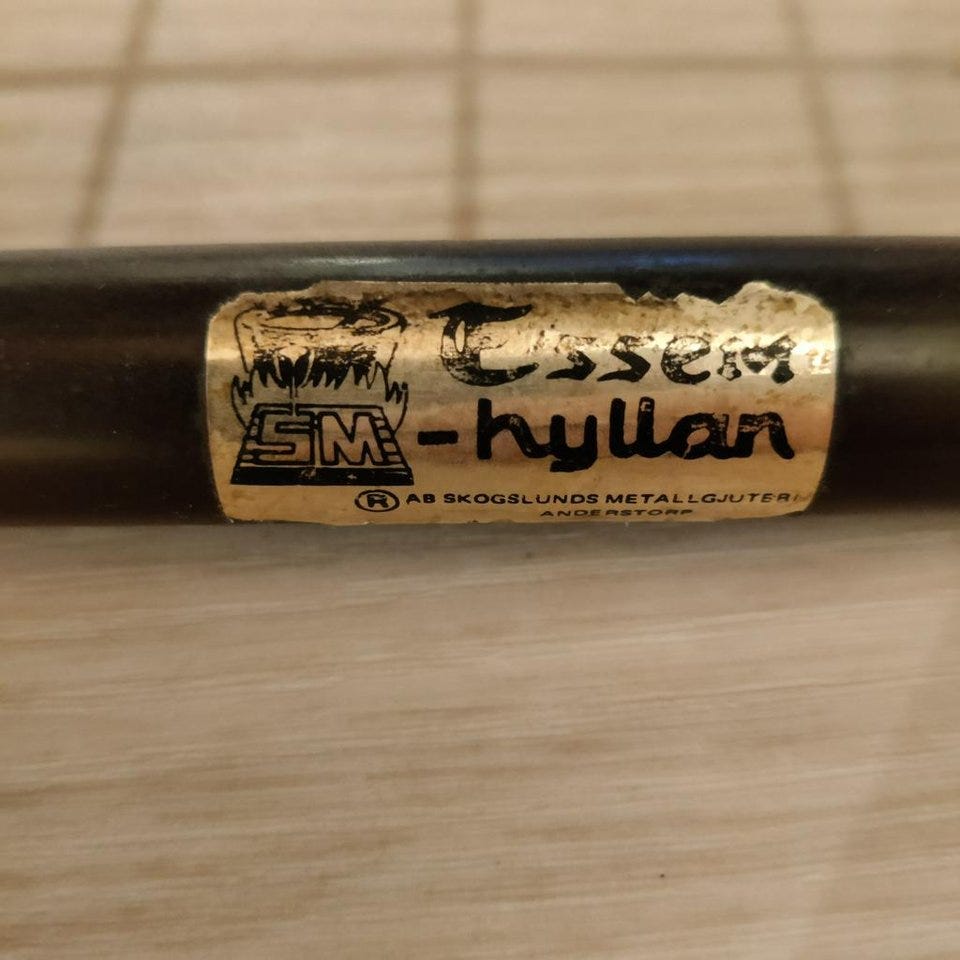 Essem
-hyllan
SM
® AB SKOGSLUNDS METALLGJUTERI
ANDERSTORP